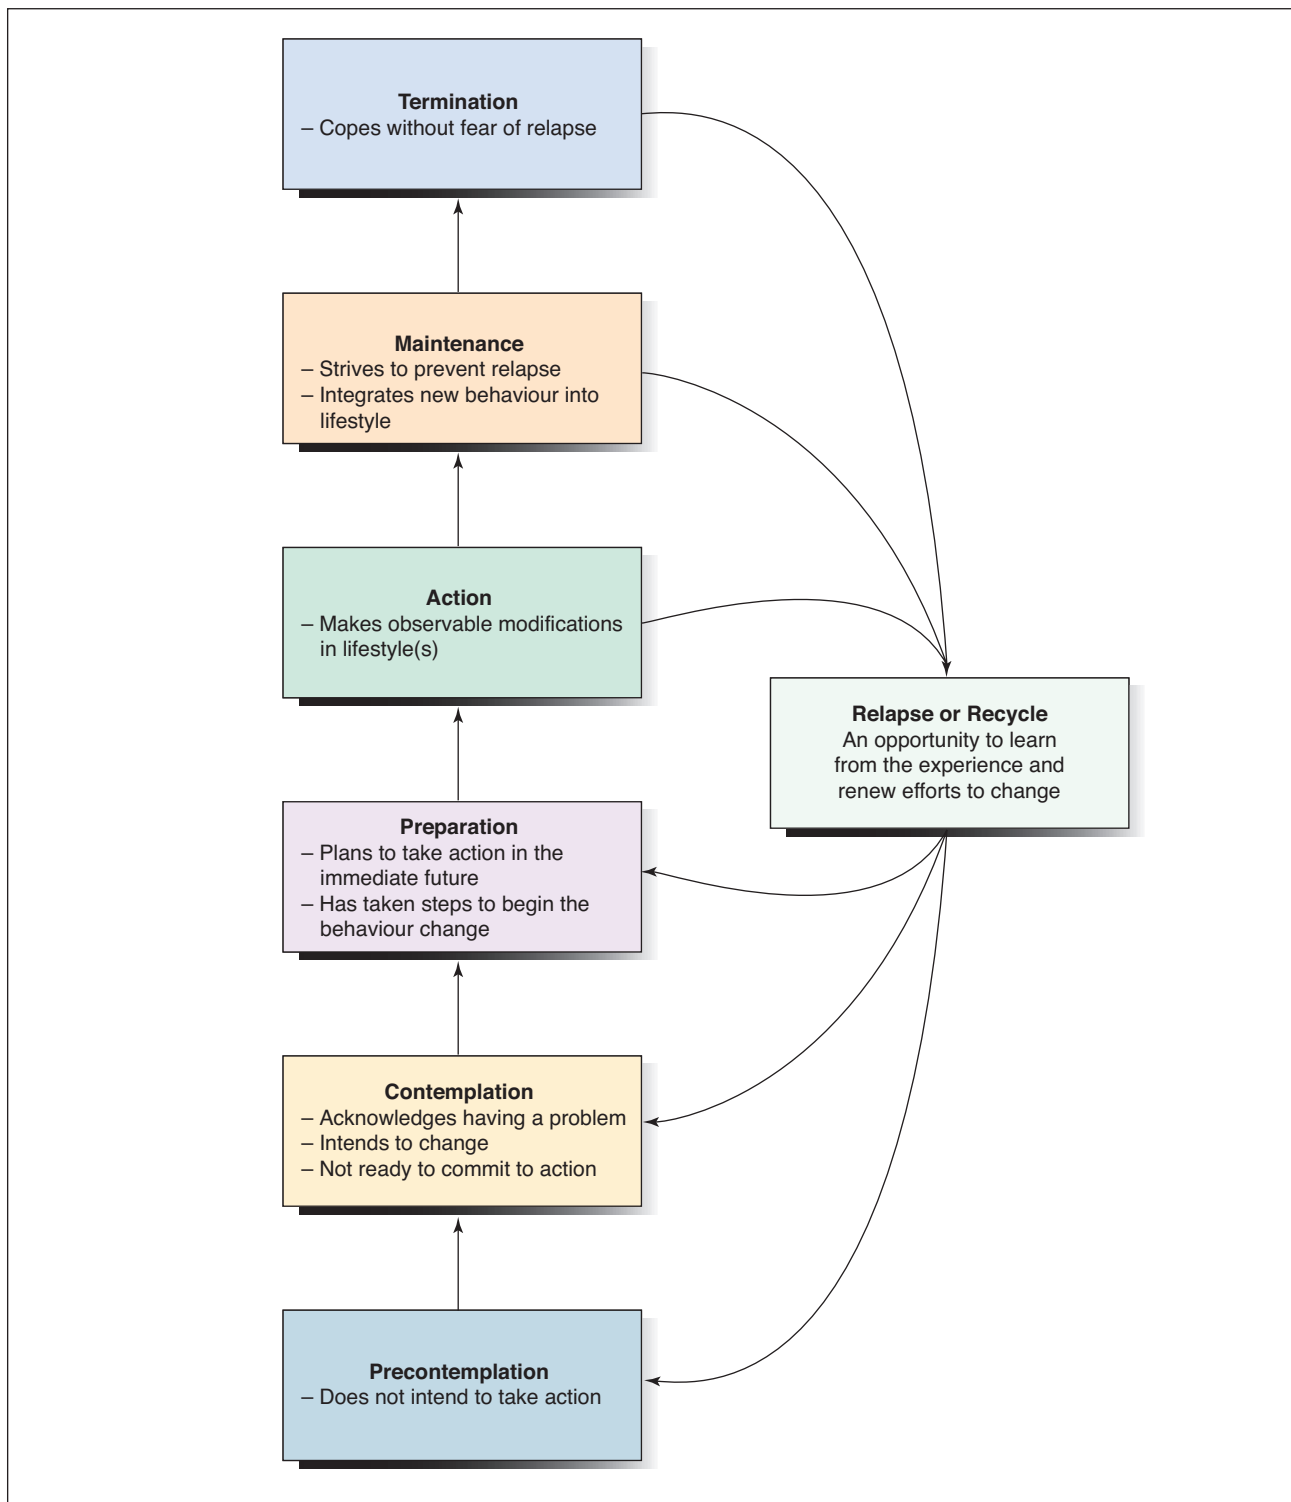 Termination
– Copes without fear of relapse
Maintenance
– Strives to prevent relapse
– Integrates new behaviour into
lifestyle
Action
– Makes observable modifications
in lifestyle(s)
Relapse or Recycle
An opportunity to learn
from the experience and
renew efforts to change
Preparation
– Plans to take action in the
immediate future
– Has taken steps to begin the
behaviour change
Contemplation
– Acknowledges having a problem
– Intends to change
– Not ready to commit to action
Precontemplation
– Does not intend to take action